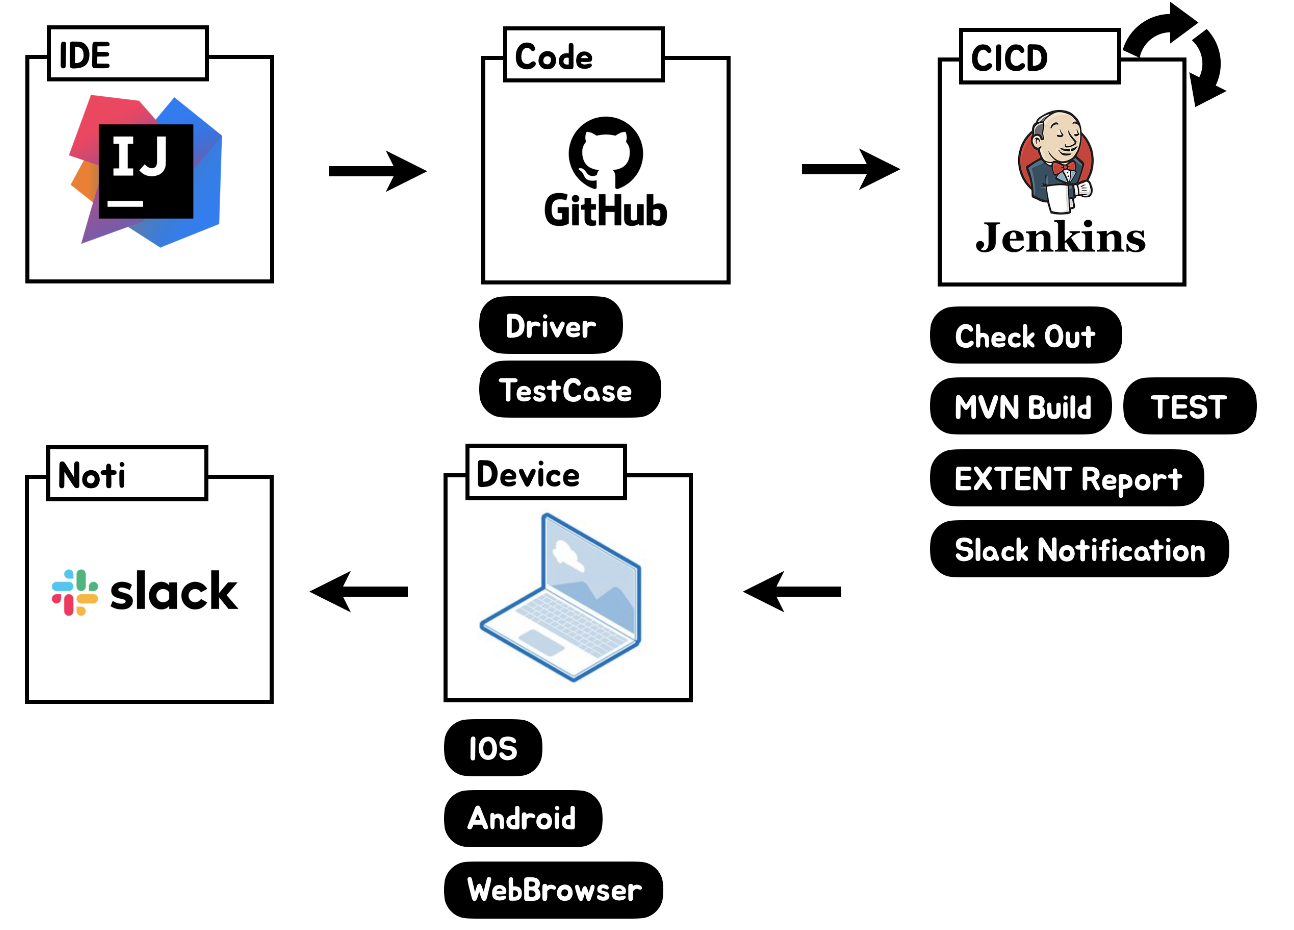 IDE
IJ
Code
GitHub
Driver
TestCase
CICD
Jenkins
Check Out
MVN Build
TEST
EXTENT Report
Slack Notification
Noti
slack
Device
IOS
Android
WebBrowser